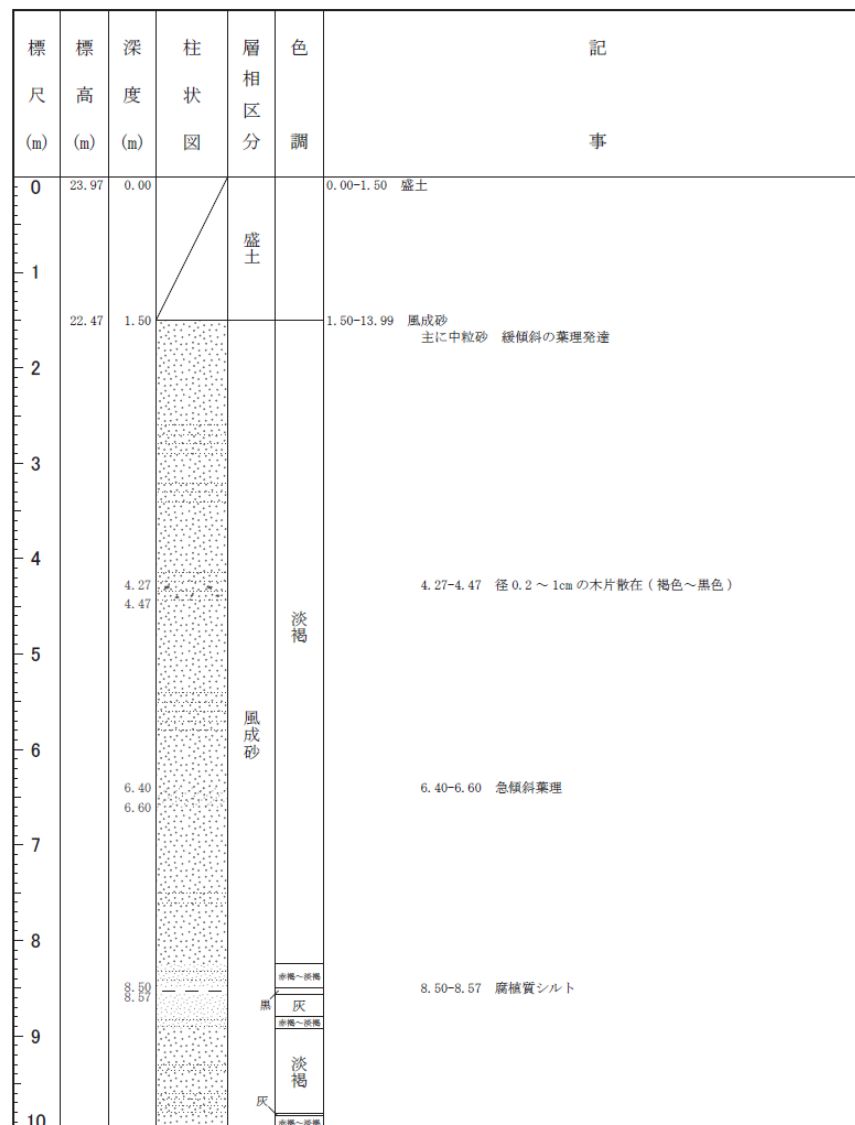 標尺(m) 標高(m) 深度(m) 柱状図 層相区分 色調 記事
0 23.97 0.00 0.00-1.50 盛土
盛土
1
22.47 1.50 1.50-13.99 風成砂
主に中粒砂 緩傾斜の葉理発達
2
3
4
4.27 4.27-4.47 径 0.2 ～ 1cm の木片散在 ( 褐色～黒色 )
4.47
淡褐
5
風成砂
6
6.40 6.40-6.60 急傾斜葉理
6.60
7
8
赤褐～淡褐
8.50 8.50-8.57 腐植質シルト
8.57
黒 灰
赤褐～淡褐
9
淡褐
灰
10 赤褐～淡褐